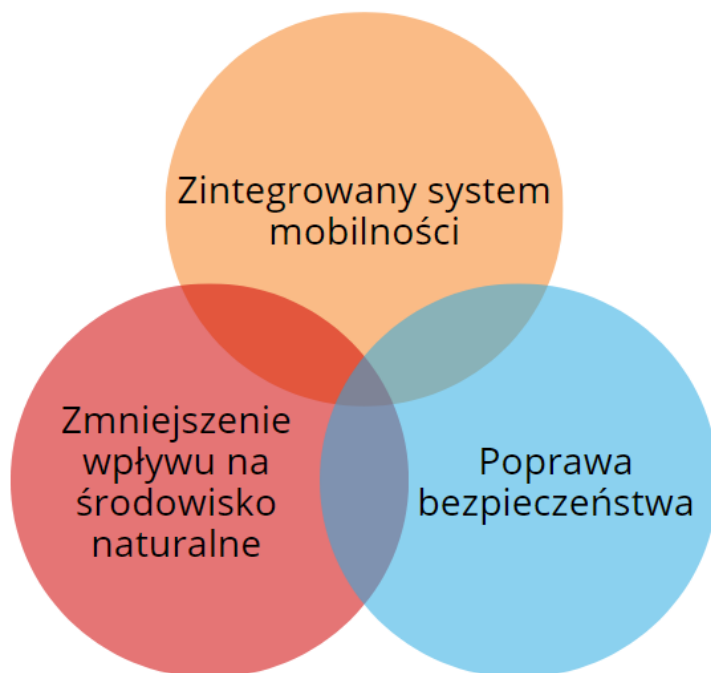 Zintegrowany system
mobilności
Zmniejszenie
wpływu na
środowisko
naturalne
Poprawa
bezpieczeństwa